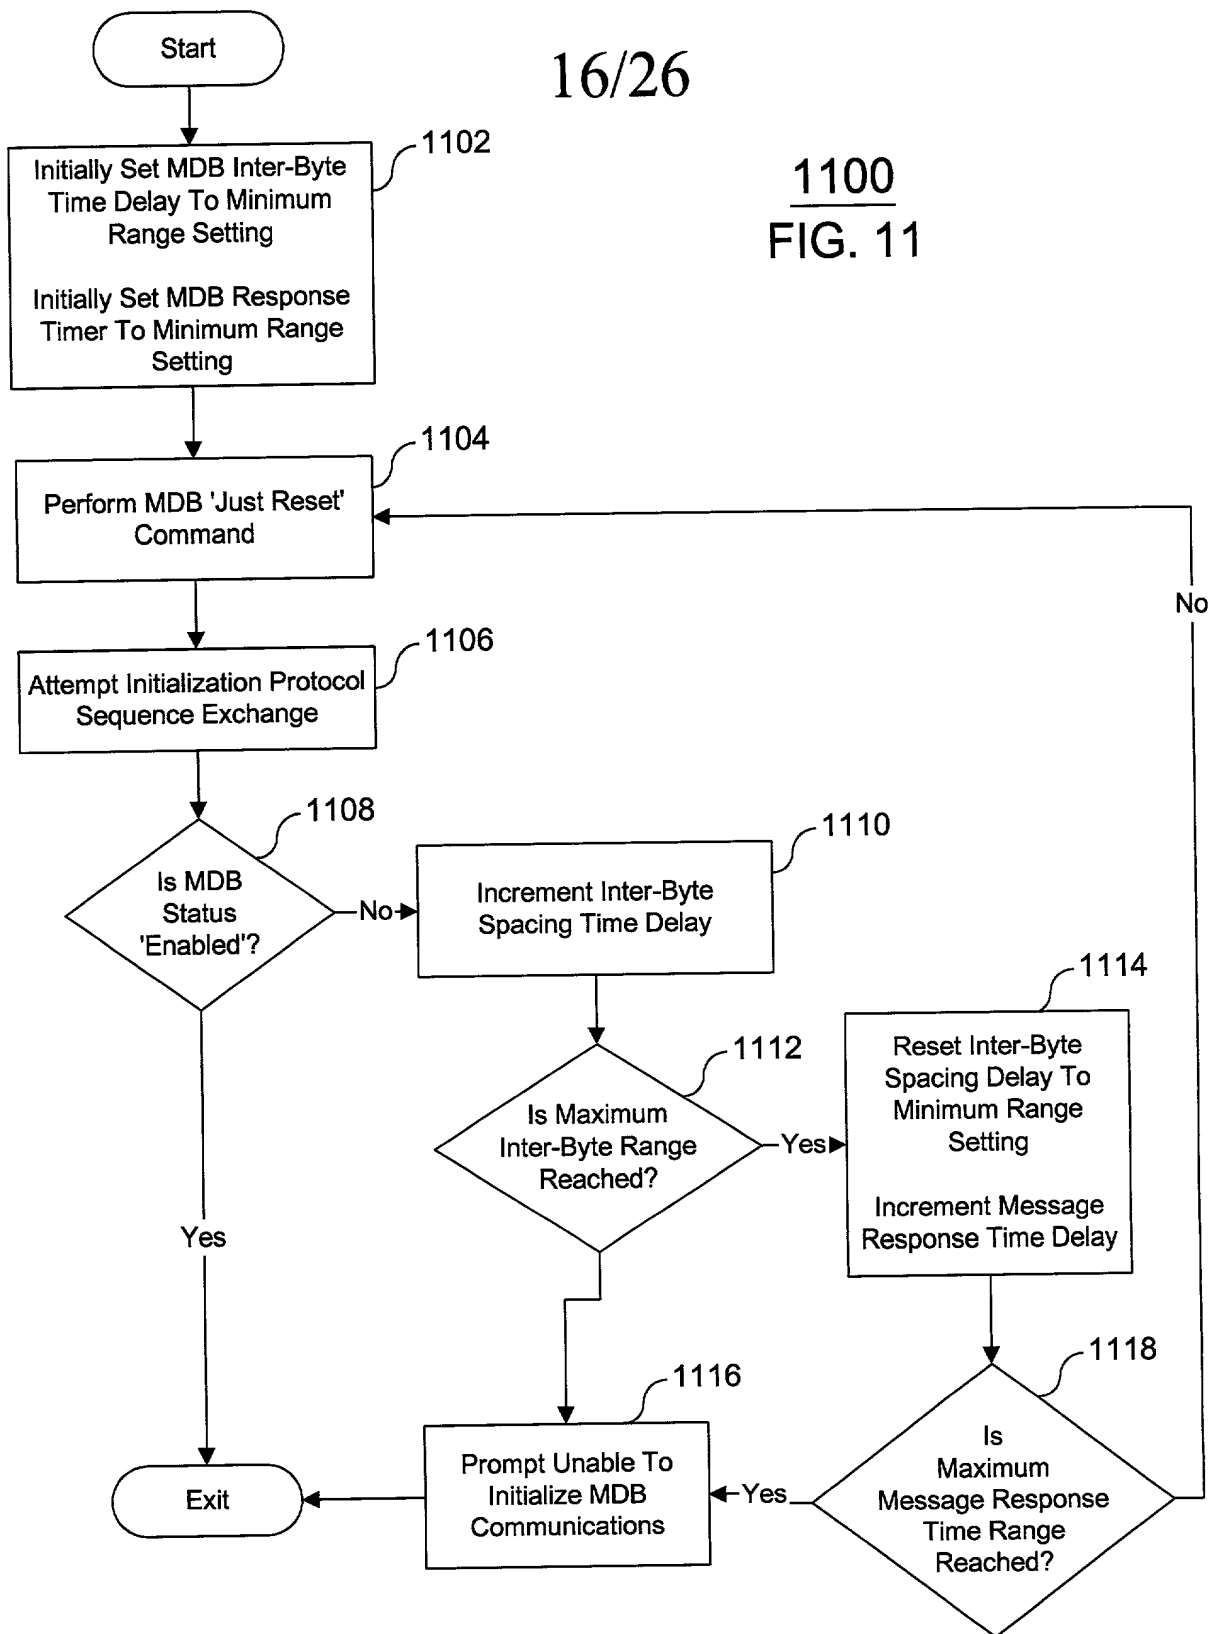 Start
16/26
1100
FIG. 11
1102
Initially Set MDB Inter-Byte
Time Delay To Minimum
Range Setting
Initially Set MDB Response
Timer To Minimum Range
Setting
1104
Perform MDB 'Just Reset'
Command
No
1106
Attempt Initialization Protocol
Sequence Exchange
1108
Is MDB
Status
'Enabled'?
No
1110
Increment Inter-Byte
Spacing Time Delay
1112
Is Maximum
Inter-Byte Range
Reached?
Yes
1114
Reset Inter-Byte
Spacing Delay To
Minimum Range
Setting
Increment Message
Response Time Delay
Yes
1116
Prompt Unable To
Initialize MDB
Communications
Exit
Yes
1118
Is
Maximum
Message Response
Time Range
Reached?